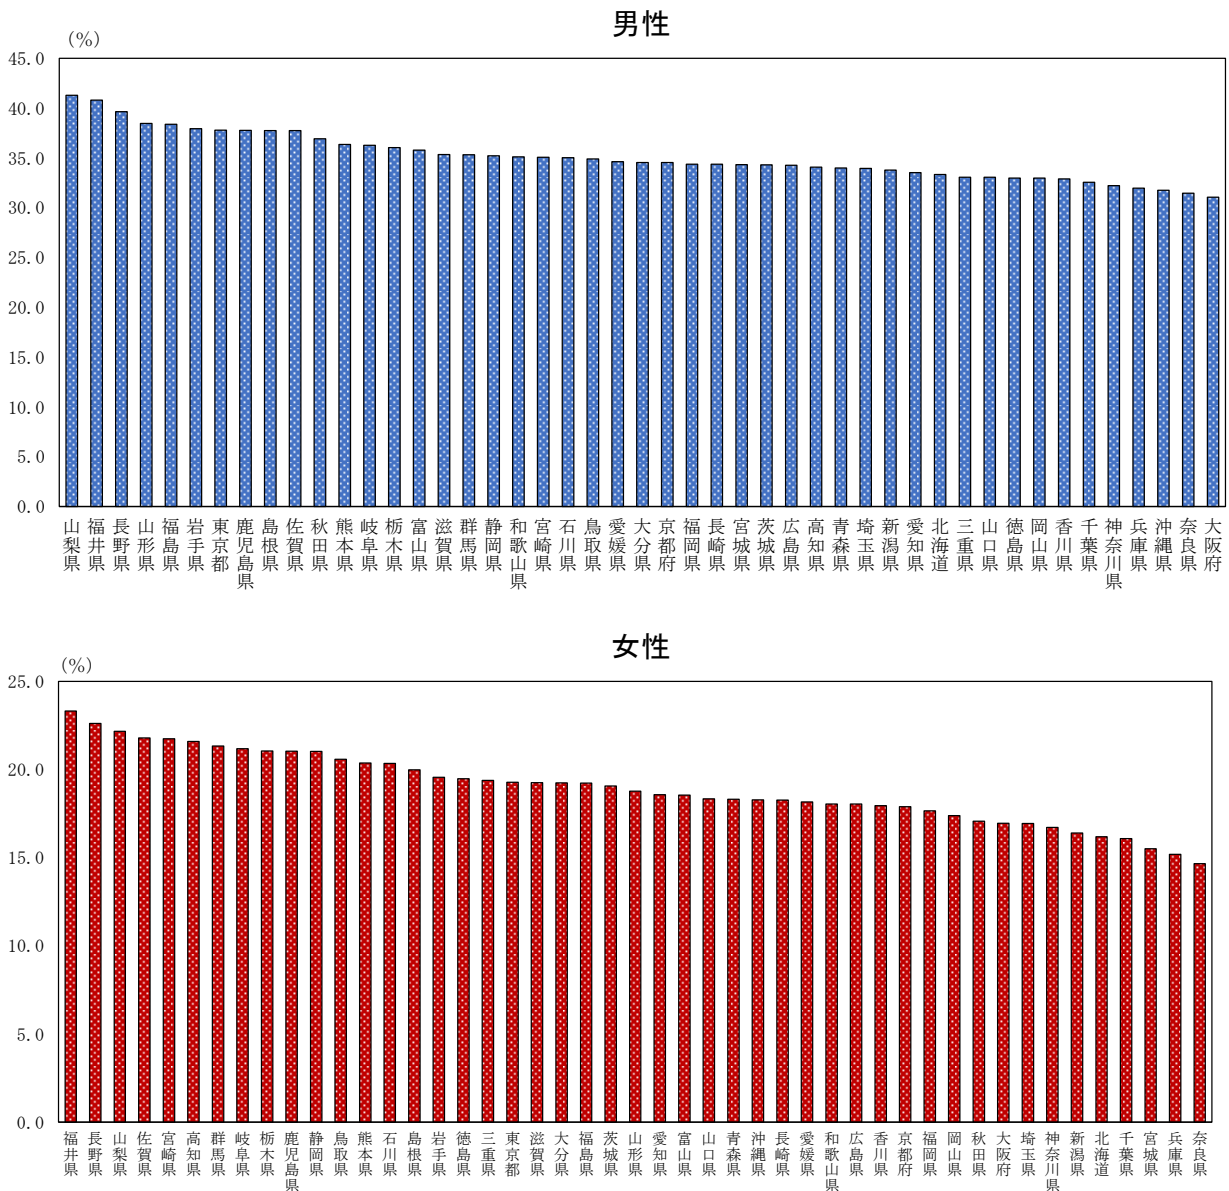 男性
(%)
45.0
40.0
35.0
30.0
25.0
20.0
15.0
10.0
5.0
0.0
山梨県
福井県
長野県
山形県
福島県
岩手県
東京都
鹿児島県
島根県
佐賀県
秋田県
熊本県
岐阜県
栃木県
富山県
滋賀県
群馬県
静岡県
和歌山県
宮崎県
石川県
鳥取県
愛媛県
大分県
京都府
福岡県
長崎県
宮城県
茨城県
広島県
高知県
青森県
埼玉県
新潟県
愛知県
北海道
三重県
山口県
徳島県
岡山県
香川県
千葉県
神奈川県
兵庫県
沖縄県
奈良県
大阪府
女性
(%)
25.0
20.0
15.0
10.0
5.0
0.0
福井県
長野県
山梨県
佐賀県
宮崎県
高知県
群馬県
岐阜県
栃木県
鹿児島県
静岡県
鳥取県
熊本県
石川県
島根県
岩手県
徳島県
三重県
東京都
滋賀県
大分県
福島県
茨城県
山形県
愛知県
富山県
山口県
青森県
沖縄県
長崎県
愛媛県
和歌山県
広島県
香川県
京都府
福岡県
岡山県
秋田県
大阪府
埼玉県
神奈川県
新潟県
北海道
千葉県
宮城県
兵庫県
奈良県